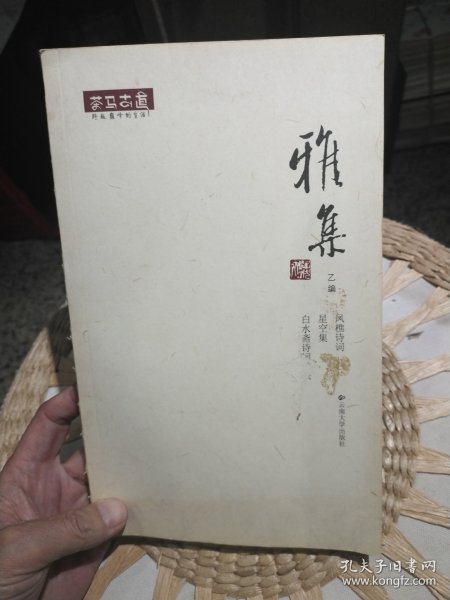 茶马古道
雅集
乙编
风樵诗词
星空集
白水斋诗词
云南大学出版社
孔夫子旧书网
www.kongfz.com